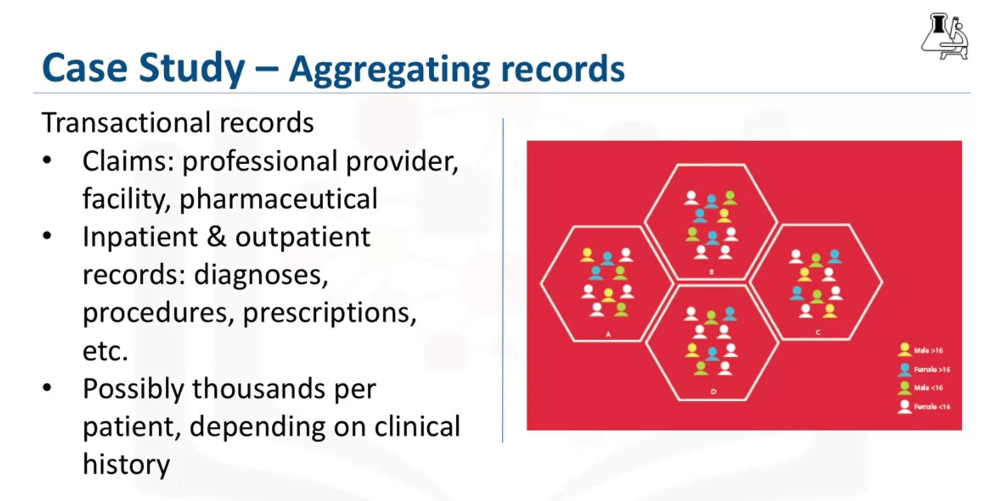 Case Study – Aggregating records
Transactional records
• Claims: professional provider,
facility, pharmaceutical
• Inpatient & outpatient
records: diagnoses,
procedures, prescriptions,
etc.
• Possibly thousands per
patient, depending on clinical
history
B
A
C
D
Male >16
Female >16
Male <16
Female <16